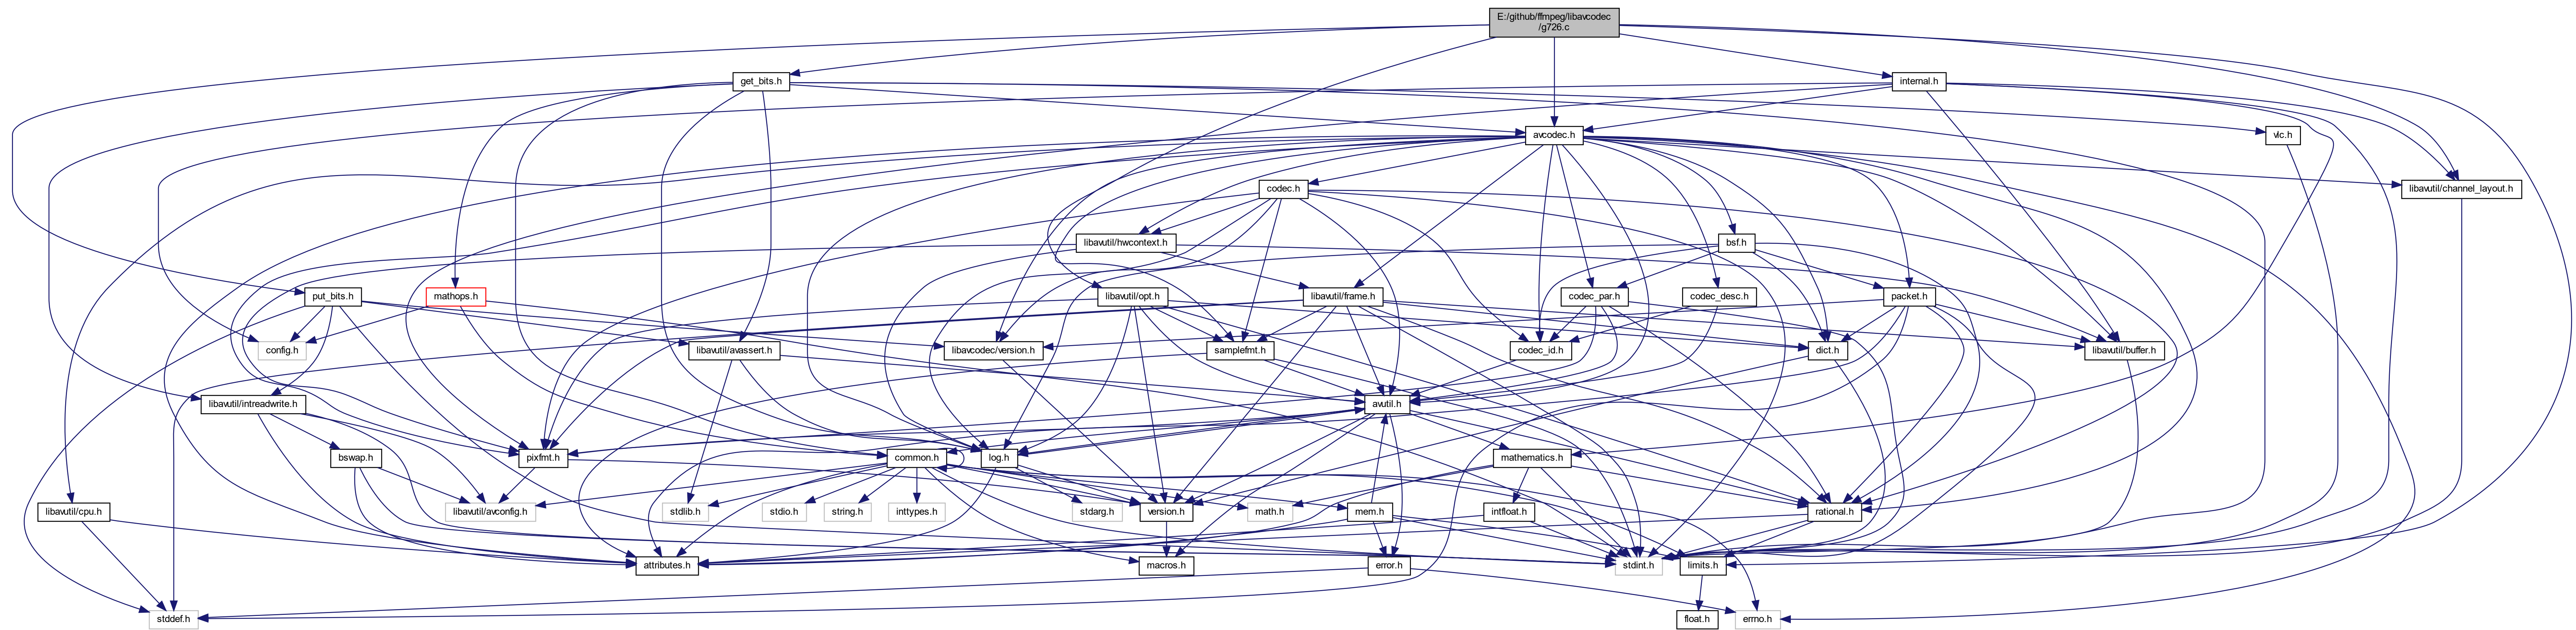 E:/github/ffmpeg/libavcodec
/g726.c
get_bits.h
internal.h
avcodec.h
vlc.h
codec.h
libavutil/channel_layout.h
libavutil/hwcontext.h
bsf.h
put_bits.h
mathops.h
libavutil/opt.h
libavutil/frame.h
codec_par.h
codec_desc.h
packet.h
config.h
libavutil/avassert.h
libavcodec/version.h
samplefmt.h
codec_id.h
dict.h
libavutil/buffer.h
libavutil/intreadwrite.h
avutil.h
bswap.h
pixfmt.h
common.h
log.h
mathematics.h
libavutil/cpu.h
libavutil/avconfig.h
stdlib.h
stdio.h
string.h
inttypes.h
stdarg.h
version.h
math.h
mem.h
intfloat.h
rational.h
attributes.h
macros.h
error.h
stdint.h
limits.h
stddef.h
float.h
errno.h